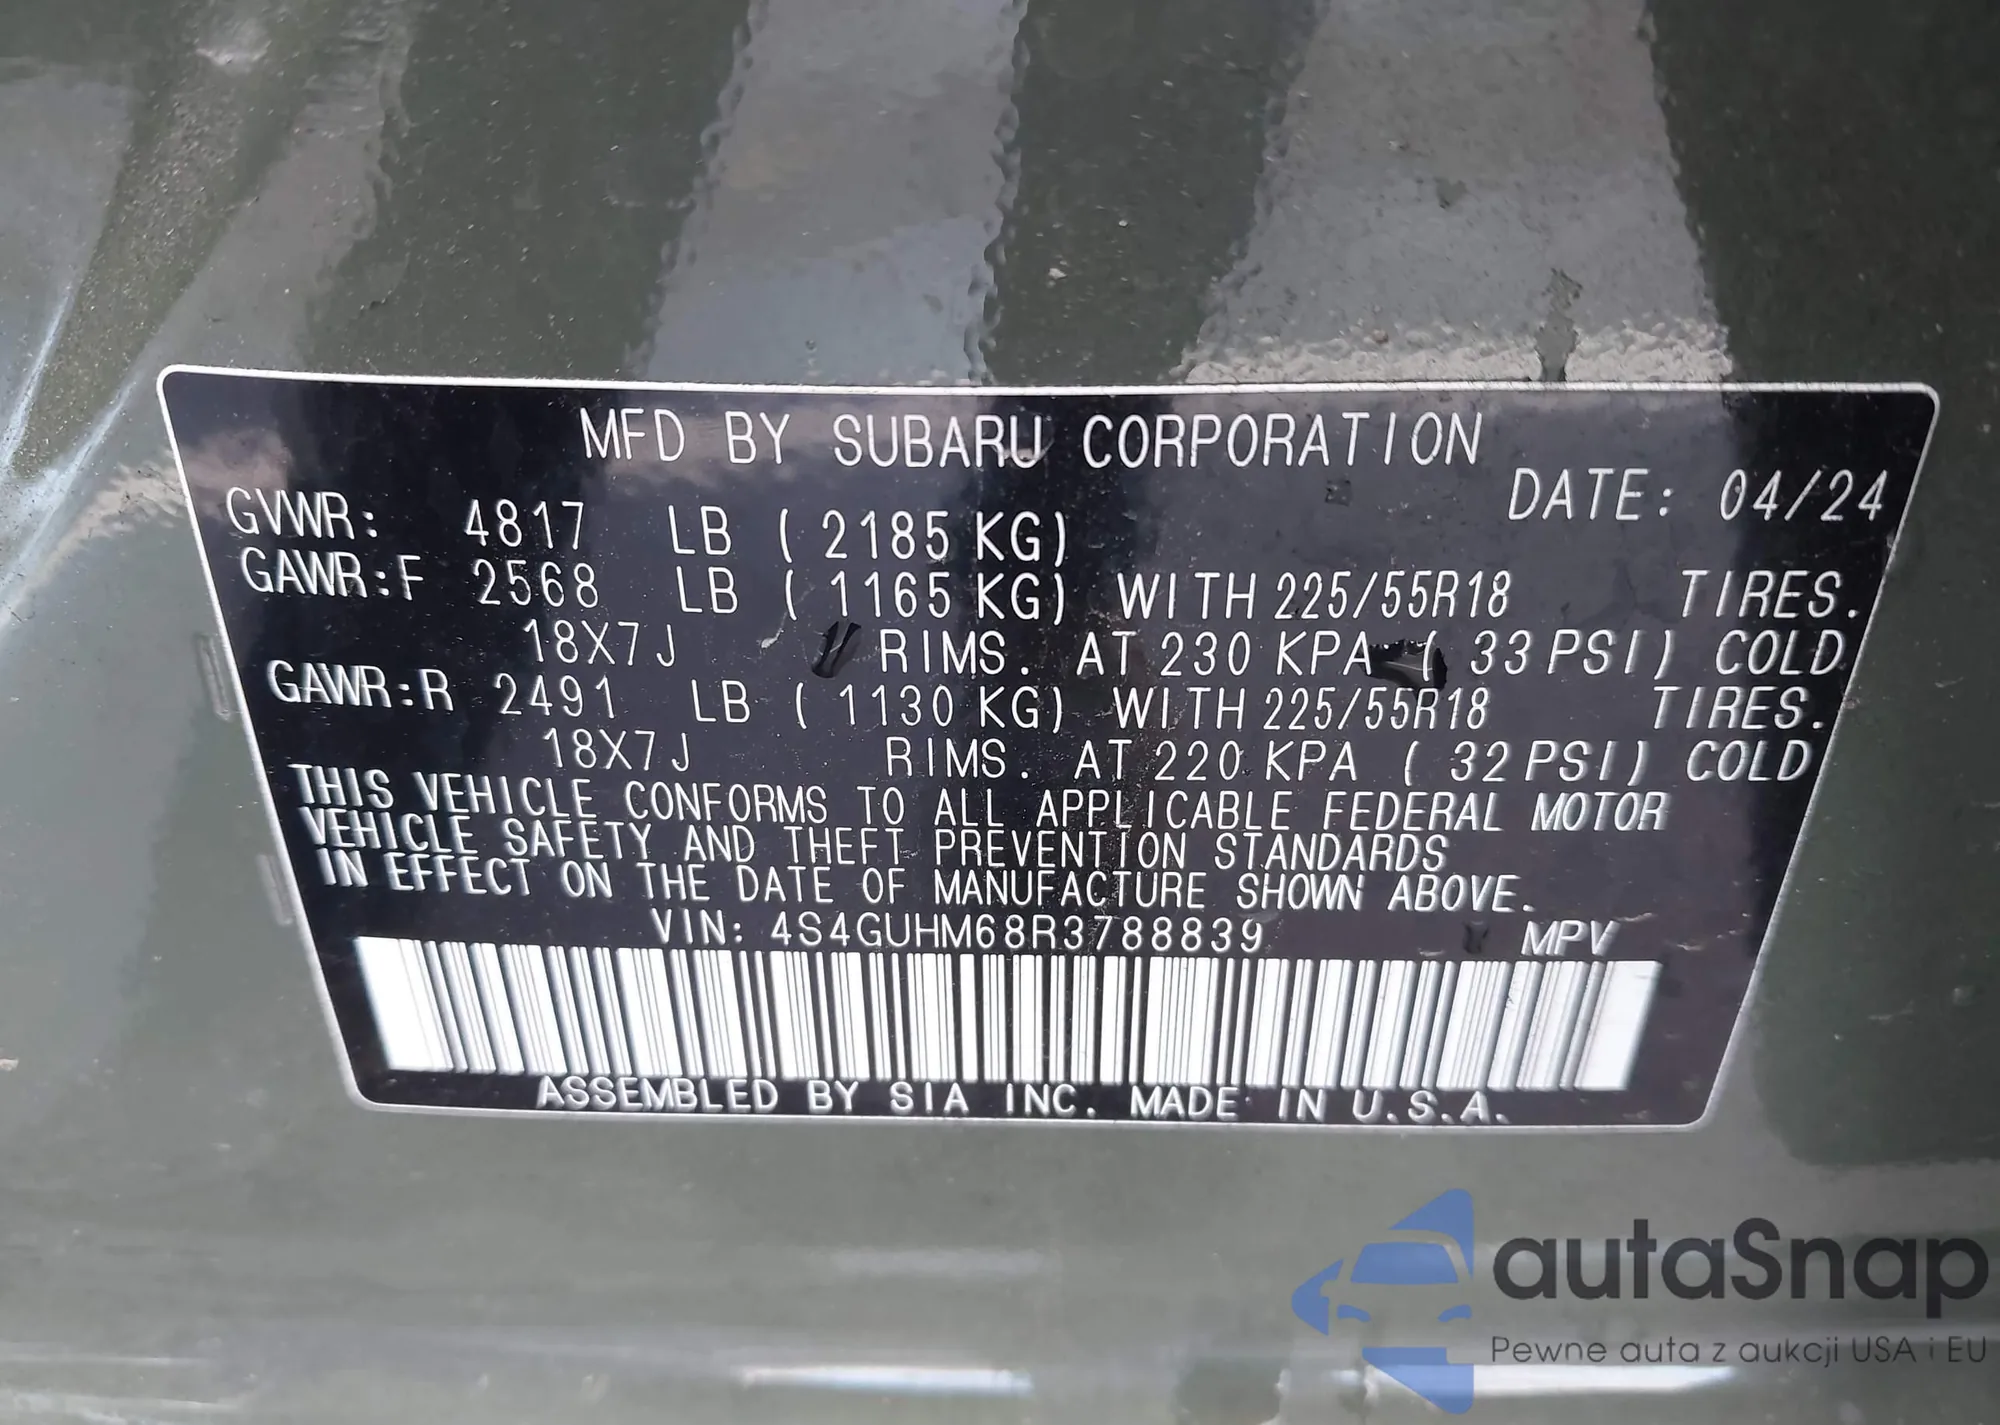 MFD BY SUBARU CORPORATION
DATE: 04/24
GVWR: 4817 LB (2185 KG)
GAWR:F 2568 LB (1165 KG) WITH 225/55R18 TIRES.
18X7J RIMS. AT 230 KPA (33 PSI) COLD
GAWR:R 2491 LB (1130 KG) WITH 225/55R18 TIRES.
18X7J RIMS. AT 220 KPA (32 PSI) COLD
THIS VEHICLE CONFORMS TO ALL APPLICABLE FEDERAL MOTOR
VEHICLE SAFETY AND THEFT PREVENTION STANDARDS
IN EFFECT ON THE DATE OF MANUFACTURE SHOWN ABOVE.
VIN: 4S4GUHM68R3788839 MPV
ASSEMBLED BY SIA INC. MADE IN U.S.A.
autaSnap
Pewne auta z aukcji USA i EU